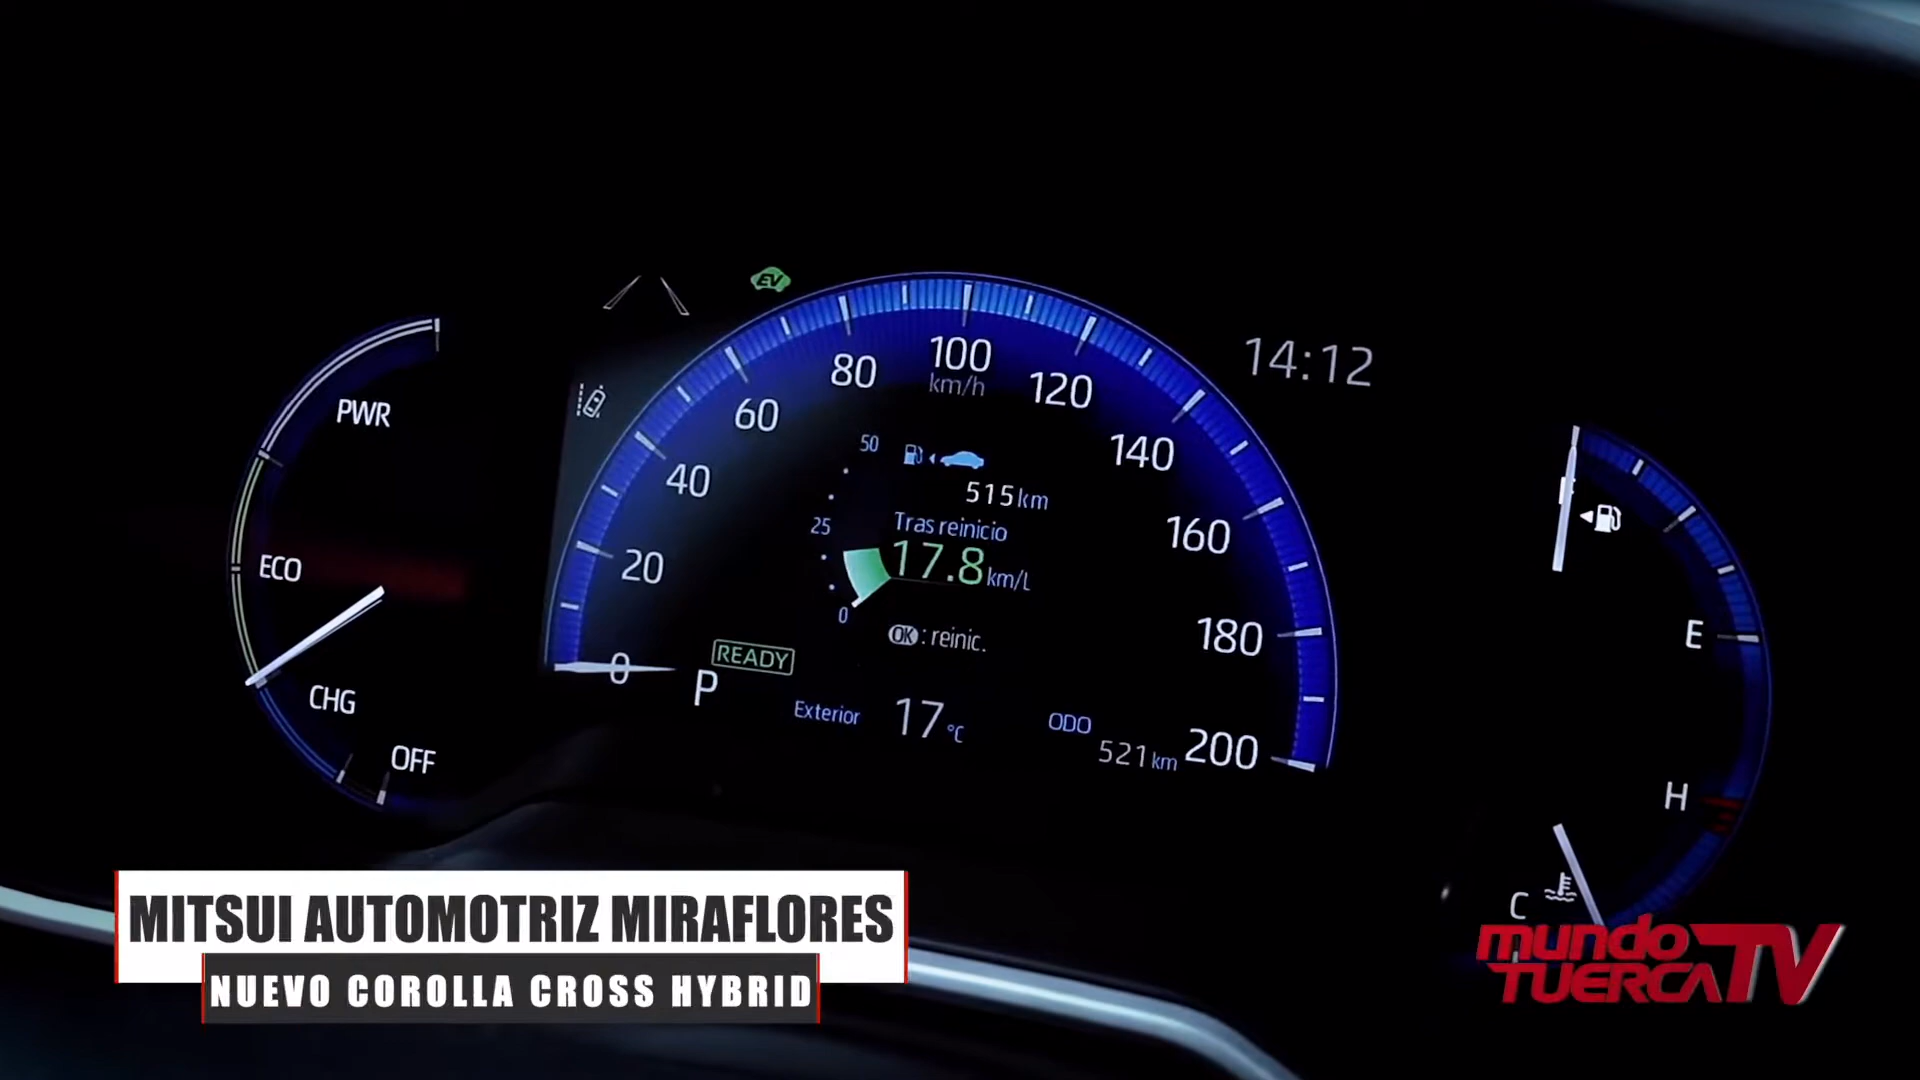 EV
14:12
PWR
ECO
CHG
OFF
0
20
40
60
80
100
km/h
120
140
160
180
200
50
25
0
515 km
Tras reinicio
17.8 km/L
OK : reinic.
READY
P
Exterior 17 °C
ODO
521 km
F
E
H
C
MITSUI AUTOMOTRIZ MIRAFLORES
NUEVO COROLLA CROSS HYBRID
mundo
TUERCA TV